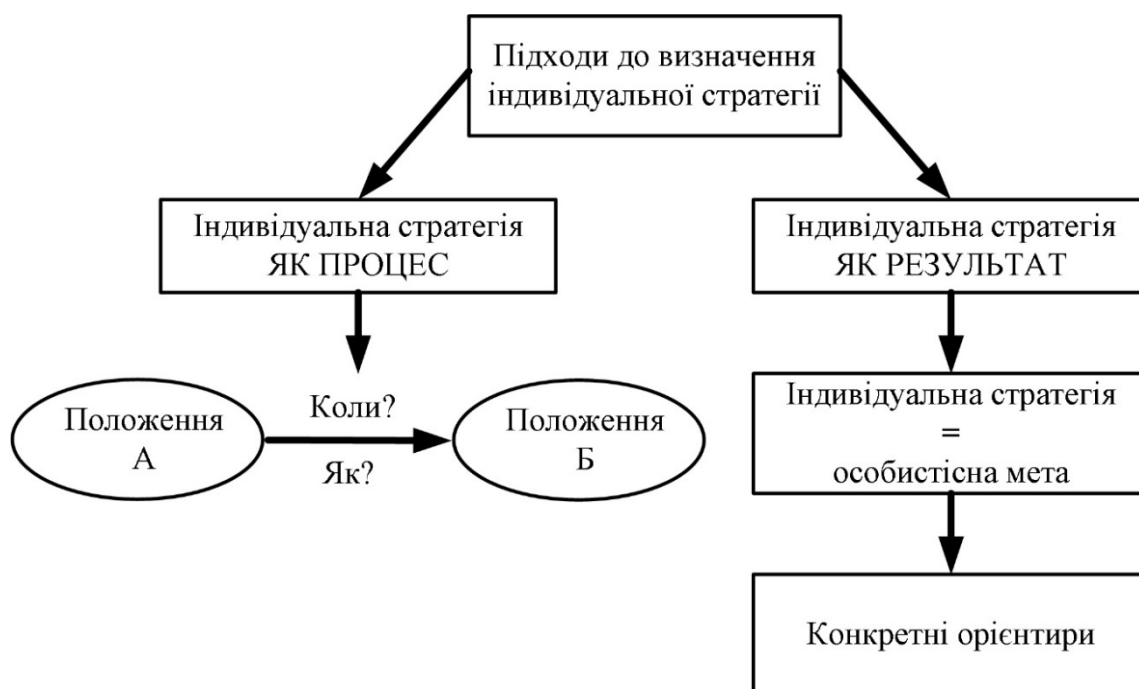 Підходи до визначення
індивідуальної стратегії
Індивідуальна стратегія
ЯК ПРОЦЕС
Індивідуальна стратегія
ЯК РЕЗУЛЬТАТ
Положення
А
Коли?
Як?
Положення
Б
Індивідуальна стратегія
=
особистісна мета
Конкретні орієнтири